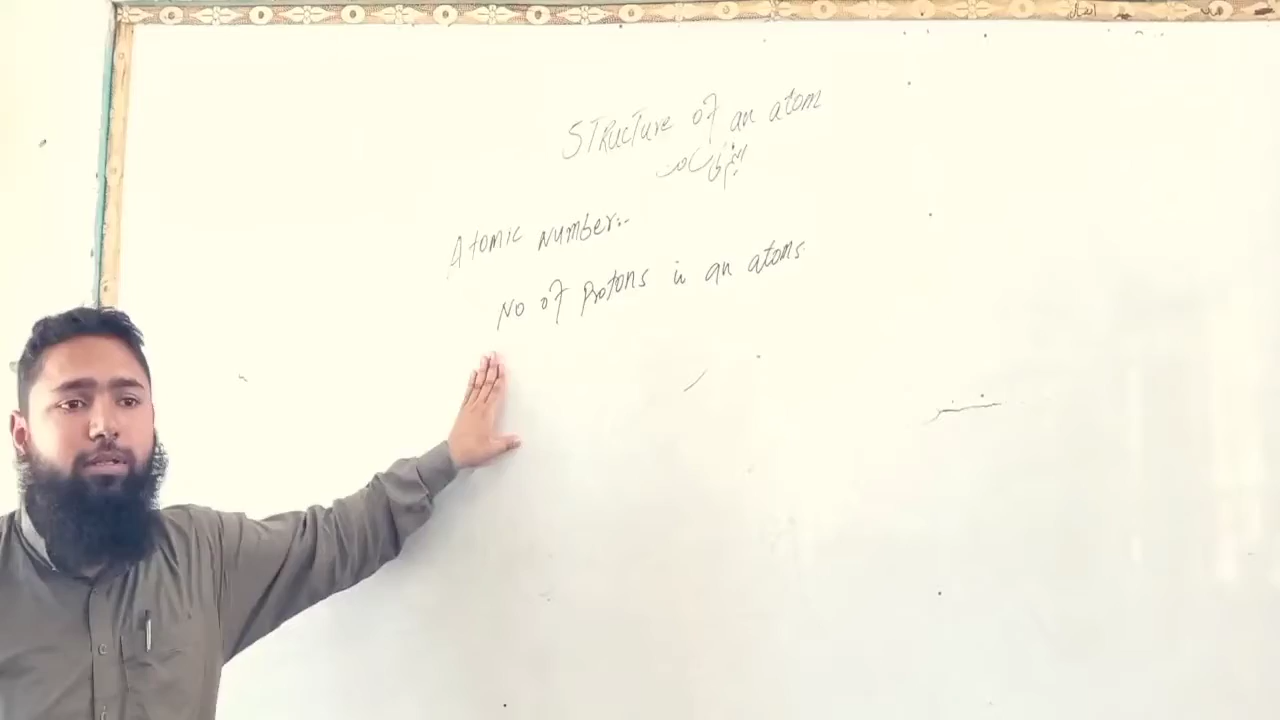 Structure of an atom
ایٹم کی ساخت
Atomic Number:-
No of Protons in an atoms